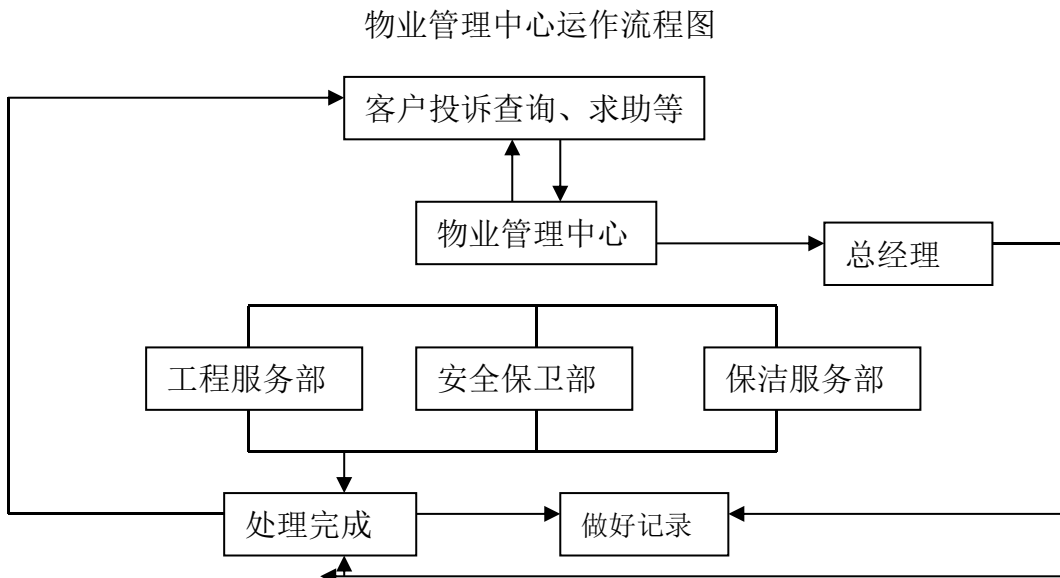 物业管理中心运作流程图
客户投诉查询、求助等
物业管理中心
总经理
工程服务部
安全保卫部
保洁服务部
处理完成
做好记录